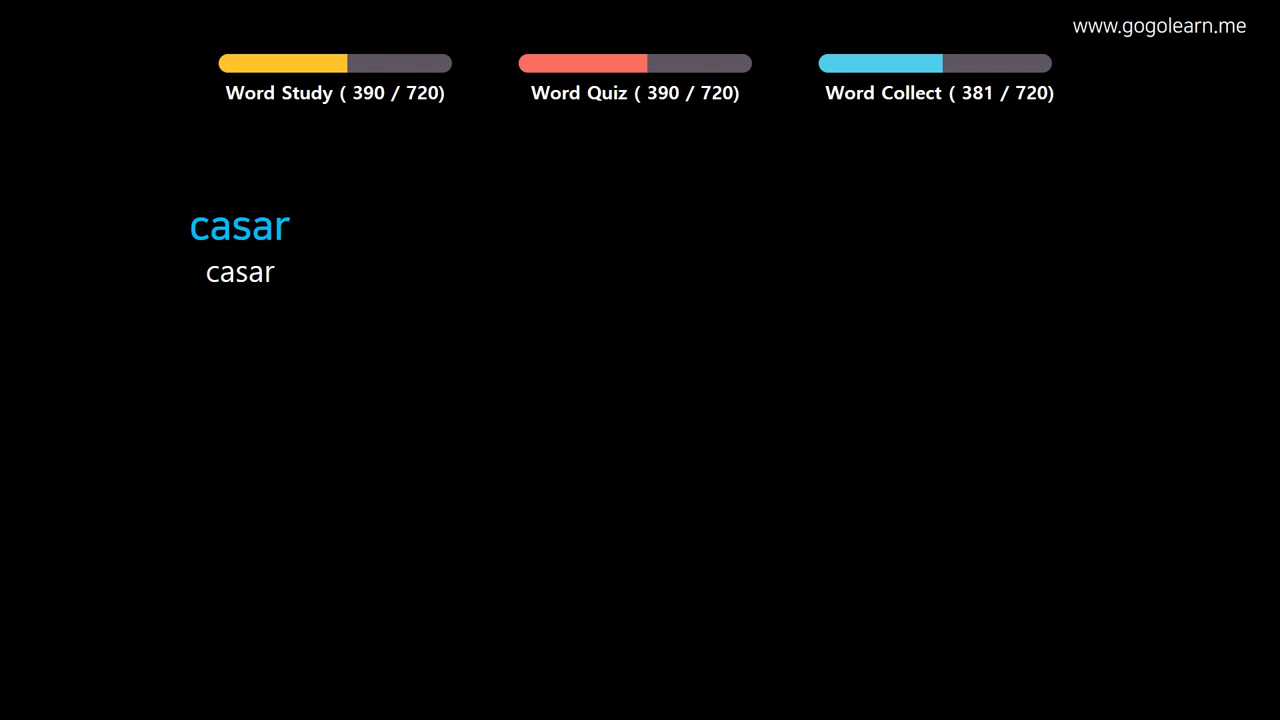 www.gogolearn.me
Word Study ( 390 / 720)
Word Quiz ( 390 / 720)
Word Collect ( 381 / 720)
casar
casar